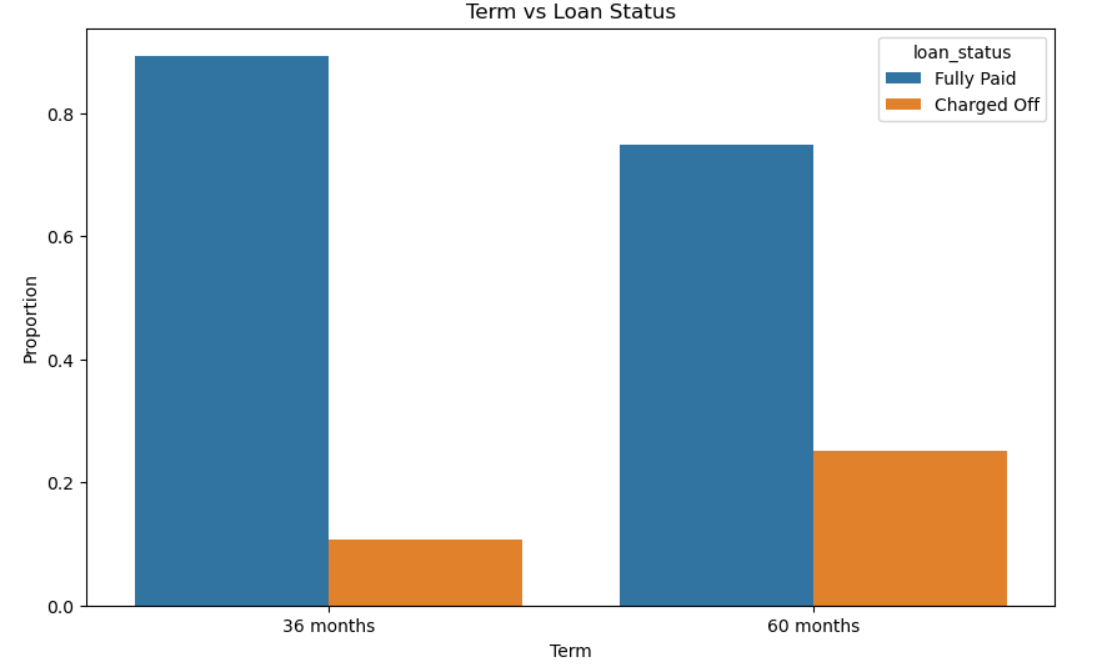 Term vs Loan Status
loan_status
Fully Paid
Charged Off
Proportion
0.8
0.6
0.4
0.2
0.0
36 months
60 months
Term